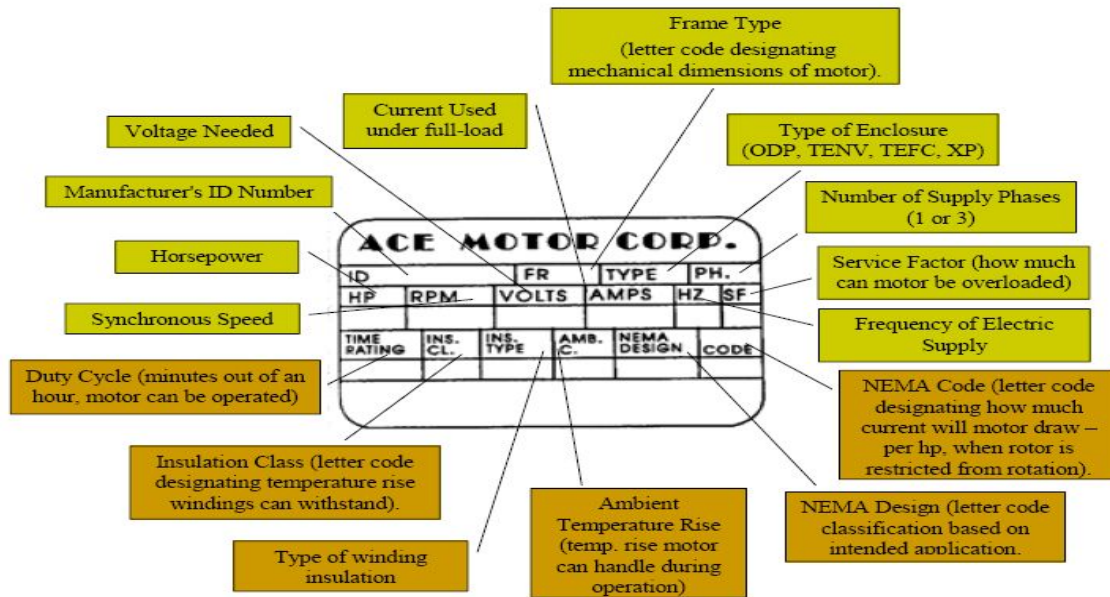 Frame Type
(letter code designating
mechanical dimensions of motor).
Current Used
under full-load
Voltage Needed
Type of Enclosure
(ODP, TENV, TEFC, XP)
Manufacturer's ID Number
Number of Supply Phases
(1 or 3)
Horsepower
Service Factor (how much
can motor be overloaded)
Synchronous Speed
Frequency of Electric
Supply
ACE MOTOR CORP.
ID FR TYPE PH.
HP RPM VOLTS AMPS HZ SF
TIME
RATING
INS.
CL.
INS.
TYPE
AMB.
C.
NEMA
DESIGN
CODE
Duty Cycle (minutes out of an
hour, motor can be operated)
NEMA Code (letter code
designating how much
current will motor draw –
per hp, when rotor is
restricted from rotation).
Insulation Class (letter code
designating temperature rise
windings can withstand).
Ambient
Temperature Rise
(temp. rise motor
can handle during
operation)
NEMA Design (letter code
classification based on
intended application.
Type of winding
insulation